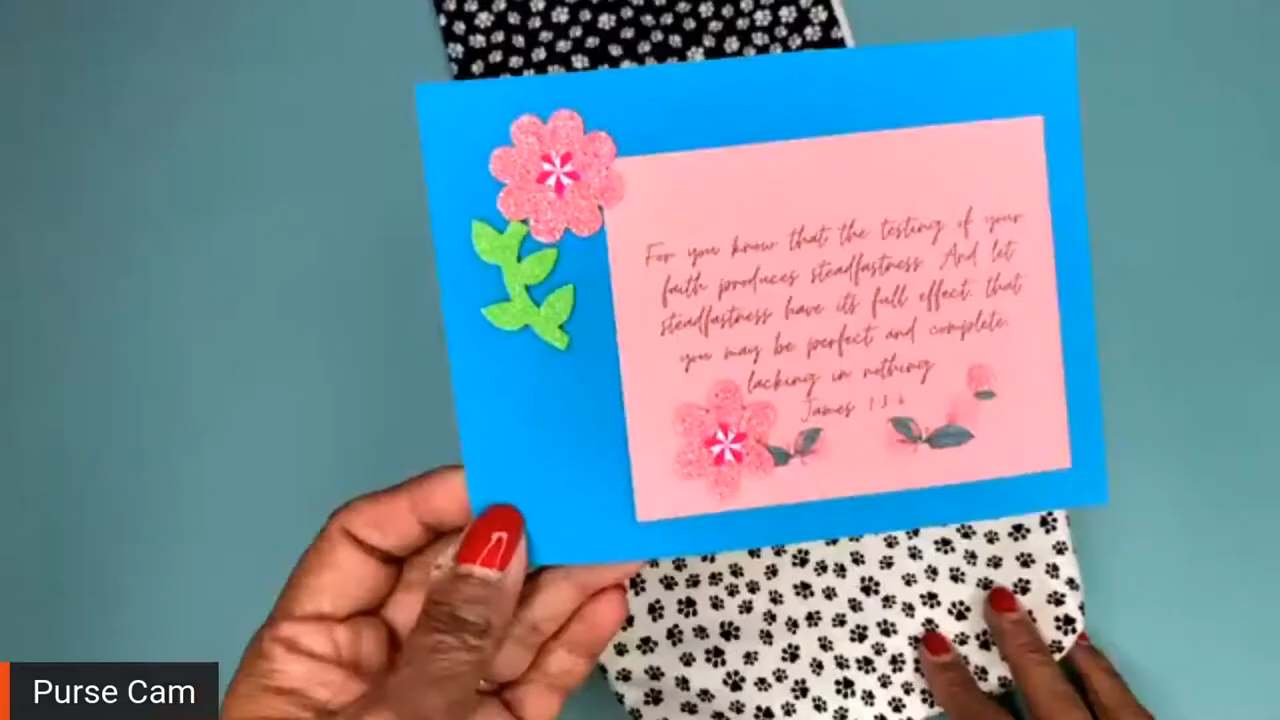 For you know that the testing of your
faith produces steadfastness. And let
steadfastness have its full effect, that
you may be perfect and complete,
lacking in nothing
James 1 3-4
Purse Cam